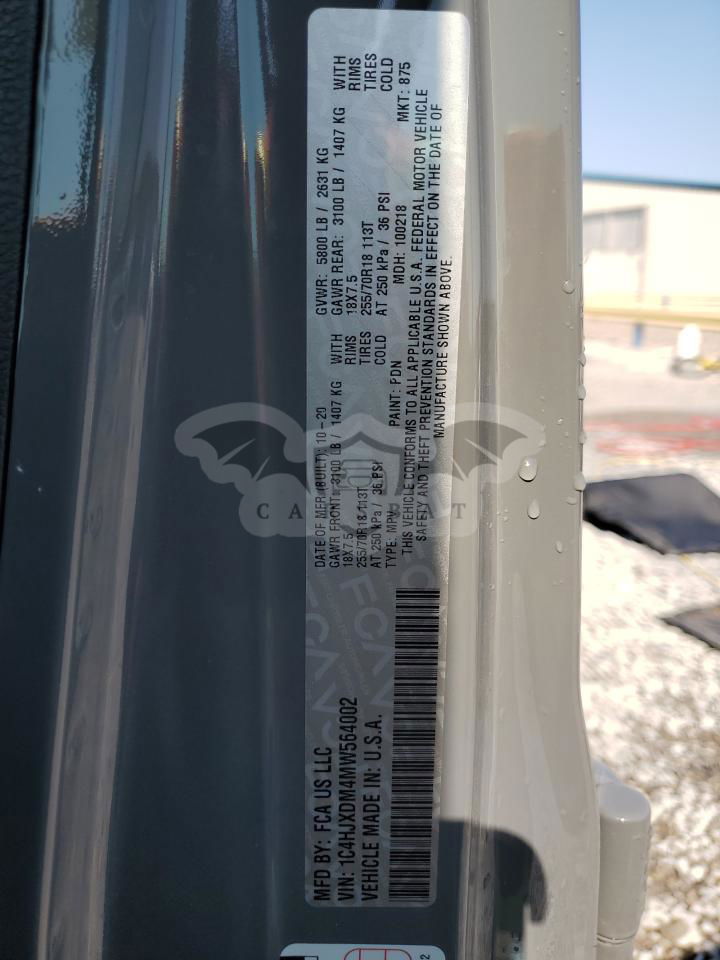 MFD BY: FCA US LLC
VIN: 1C4HJXDM4MW564002
VEHICLE MADE IN: U.S.A.
DATE OF MFR (BUILT): 10-20 GVWR: 5800 LB / 2631 KG
GAWR FRONT: 3100 LB / 1407 KG WITH GAWR REAR: 3100 LB / 1407 KG WITH
18X7.5 RIMS 18X7.5 RIMS
255/70R18 113T TIRES 255/70R18 113T TIRES
AT 250 kPa / 36 PSI COLD AT 250 kPa / 36 PSI COLD
TYPE: MPV PAINT: PDN MDH: 100218 MKT: 875
THIS VEHICLE CONFORMS TO ALL APPLICABLE U.S.A. FEDERAL MOTOR VEHICLE
SAFETY AND THEFT PREVENTION STANDARDS IN EFFECT ON THE DATE OF
MANUFACTURE SHOWN ABOVE.